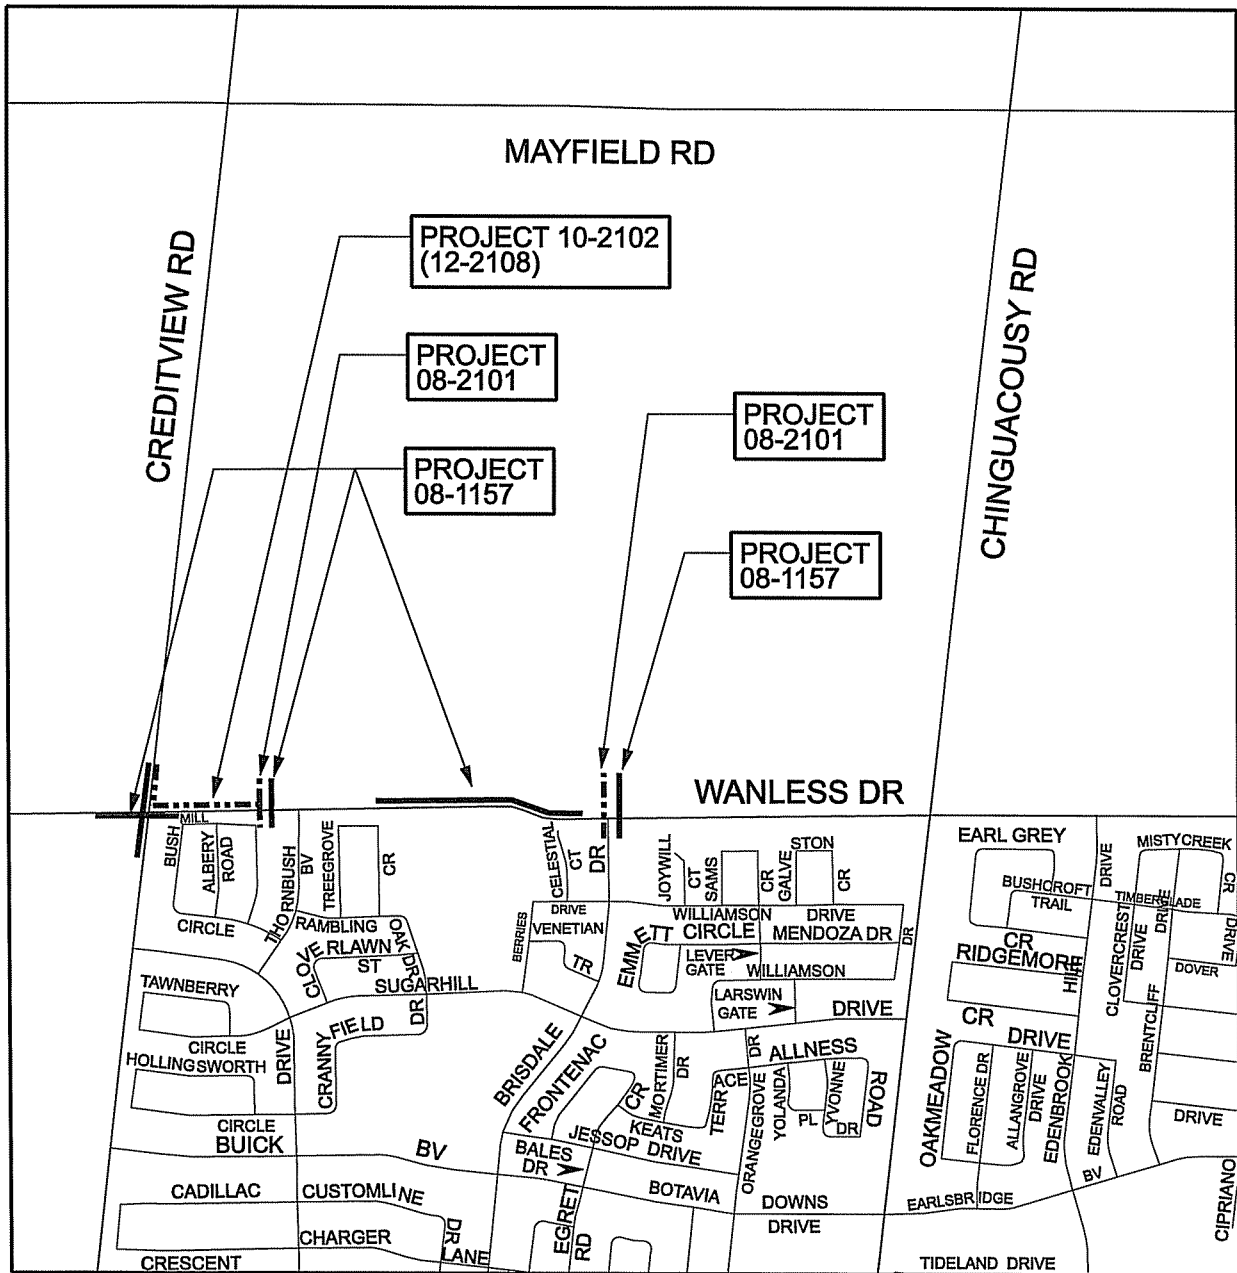 MAYFIELD RD
CREDITVIEW RD
CHINGUACOUSY RD
PROJECT 10-2102
(12-2108)
PROJECT
08-2101
PROJECT
08-1157
PROJECT
08-2101
PROJECT
08-1157
WANLESS DR
MILL
BUSH
ALBERY
ROAD
CIRCLE
THORNBUSH
BV
TREEGROVE
CR
RAMBLING
OAK DR
CLOVERLAWN
ST
CELESTIAL
CT
DR
BERRIES
DRIVE
VENETIAN
TR
JOYWILL
CT
SAMS
CR
GALVESTON
CR
WILLIAMSON
DRIVE
EMMETT CIRCLE
MENDOZA DR
DR
LEVER
GATE
WILLIAMSON
LARSWIN
GATE
DRIVE
EARL GREY
CR
BUSHCROFT
TRAIL
DRIVE
MISTYCREEK
CR
TIMBERGLADE
DRIVE
DRIVE
RIDGEMORE
CR
HILL
CLOVERCREST
DRIVE
BRENTCLIFF
DOVER
TAWNBERRY
CIRCLE
HOLLINGSWORTH
CIRCLE
DRIVE
SUGARHILL
CRANNY
FIELD
DR
BRISDALE
FRONTENAC
CR
MORTIMER
DR
KEATS
TERRACE
DR
ORANGEGROVE
ALLNESS
YOLANDA
PL
YVONNE
DR
ROAD
OAKMEADOW
DRIVE
FLORENCE DR
ALLANGROVE
DRIVE
EDENBROOK
EDENVALLEY
ROAD
DRIVE
BUICK
BV
BALES
DR
JESSOP DRIVE
BOTAVIA
DOWNS
DRIVE
EARLSBRIDGE
BV
CIPRIANO
CADILLAC
CUSTOMLINE
DR
CHARGER
LANE
CRESCENT
EGRET
RD
TIDELAND DRIVE